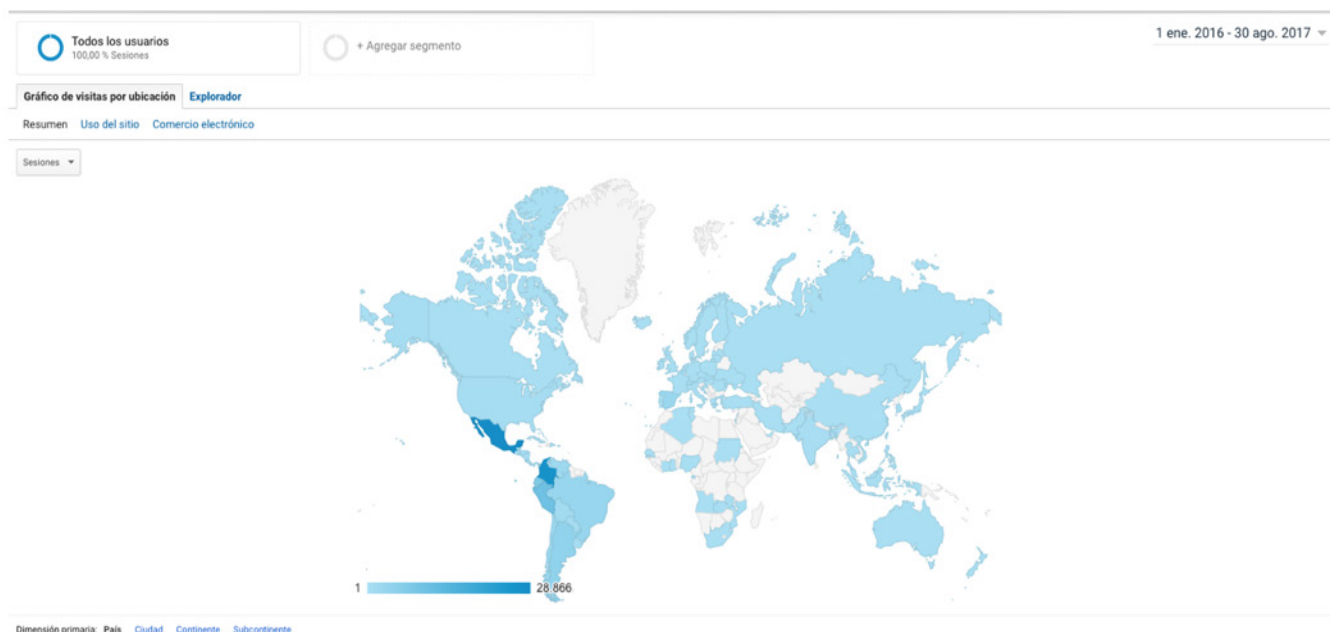 Todos los usuarios
100,00 % Sesiones
+ Agregar segmento
1 ene. 2016 - 30 ago. 2017
Gráfico de visitas por ubicación Explorador
Resumen Uso del sitio Comercio electrónico
Sesiones
1 28 866
Dimensión primaria: País Ciudad Continente Subcontinente